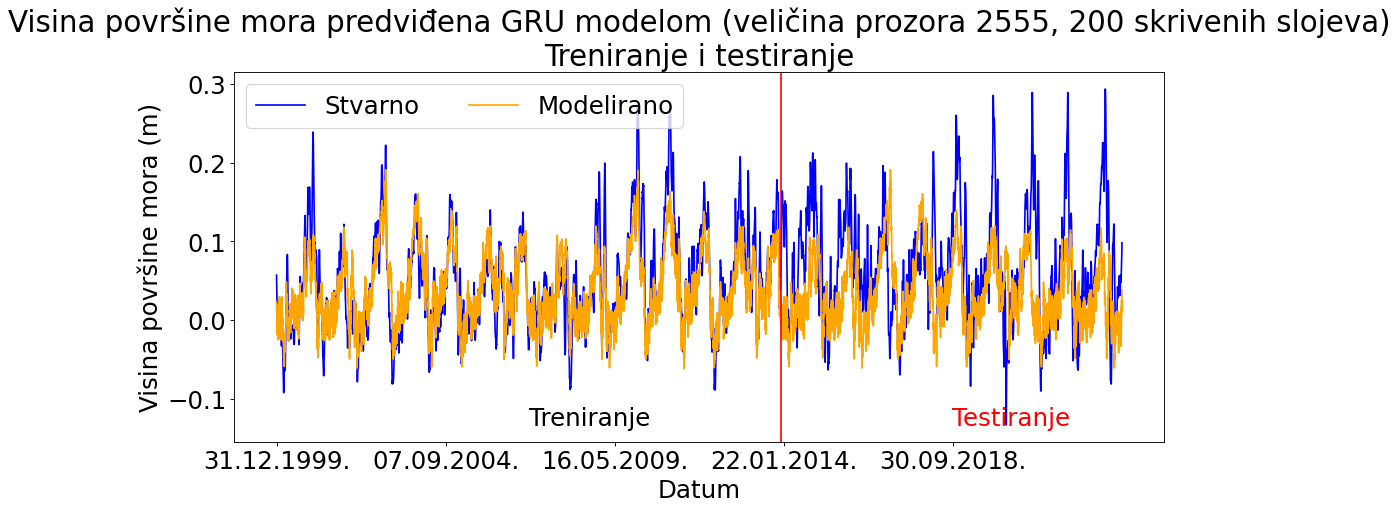 Visina površine mora predviđena GRU modelom (veličina prozora 2555, 200 skrivenih slojeva)
Treniranje i testiranje
Stvarno
Modelirano
Visina površine mora (m)
0.3
0.2
0.1
0.0
−0.1
Treniranje
Testiranje
31.12.1999.
07.09.2004.
16.05.2009.
22.01.2014.
30.09.2018.
Datum